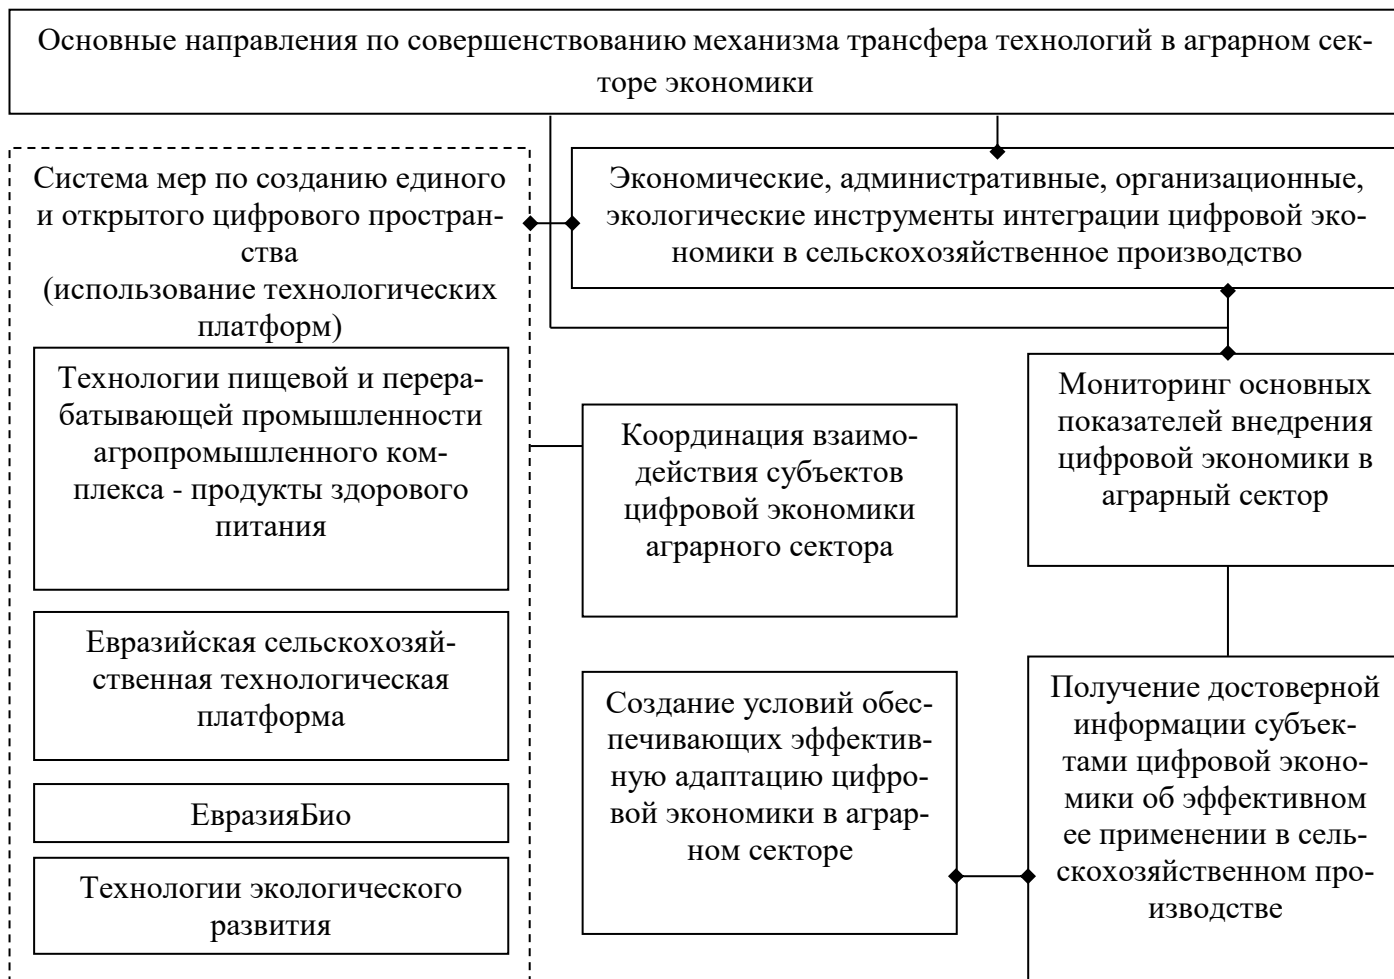 Основные направления по совершенствованию механизма трансфера технологий в аграрном сек-
торе экономики
Система мер по созданию единого
и открытого цифрового простран-
ства
(использование технологических
платформ)
Экономические, административные, организационные,
экологические инструменты интеграции цифровой эко-
номики в сельскохозяйственное производство
Технологии пищевой и перера-
батывающей промышленности
агропромышленного ком-
плекса - продукты здорового
питания
Координация взаимо-
действия субъектов
цифровой экономики
аграрного сектора
Мониторинг основных
показателей внедрения
цифровой экономики в
аграрный сектор
Евразийская сельскохозяй-
ственная технологическая
платформа
Создание условий обес-
печивающих эффектив-
ную адаптацию цифро-
вой экономики в аграр-
ном секторе
Получение достоверной
информации субъек-
тами цифровой эконо-
мики об эффективном
ее применении в сель-
скохозяйственном про-
изводстве
ЕвразияБио
Технологии экологического
развития